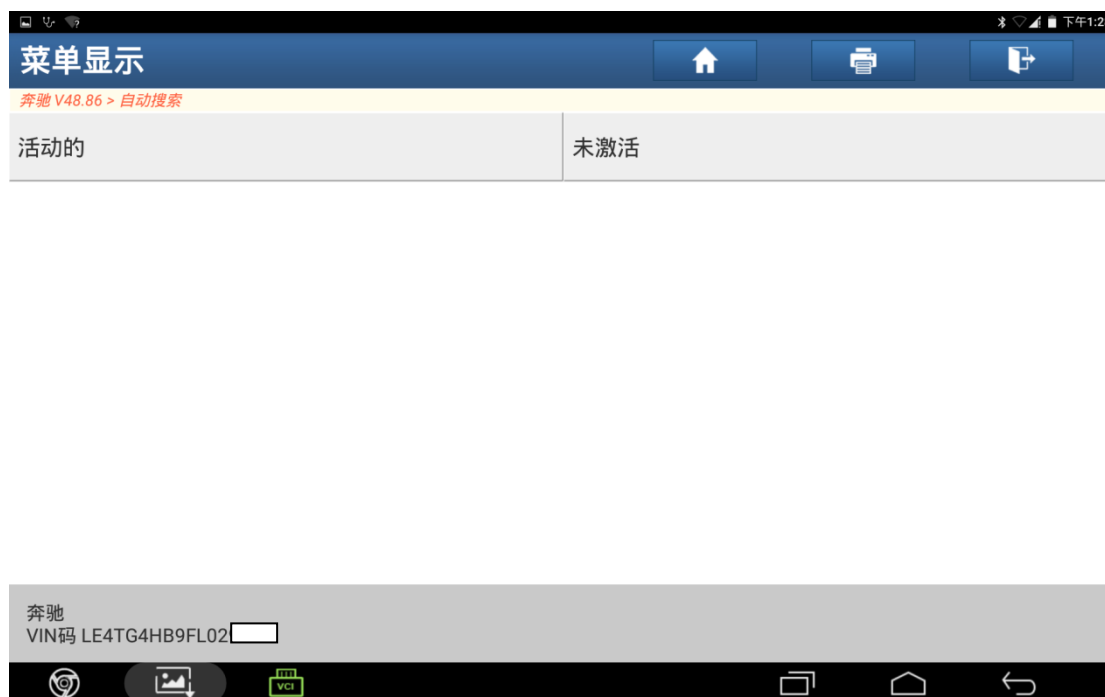 下午1:2
菜单显示
奔驰 V48.86 > 自动搜索
活动的
未激活
奔驰
VIN码 LE4TG4HB9FL02
VCI